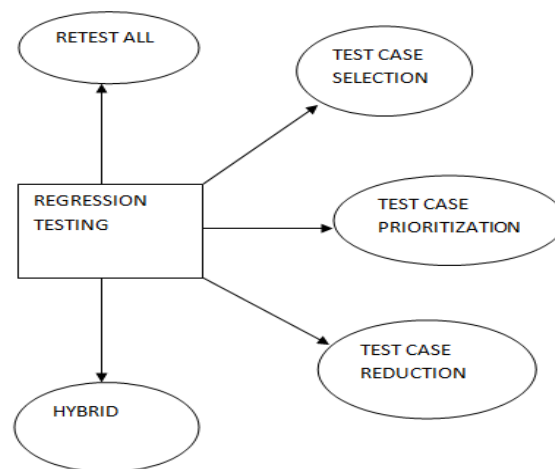 RETEST ALL
TEST CASE
SELECTION
REGRESSION
TESTING
TEST CASE
PRIORITIZATION
TEST CASE
REDUCTION
HYBRID